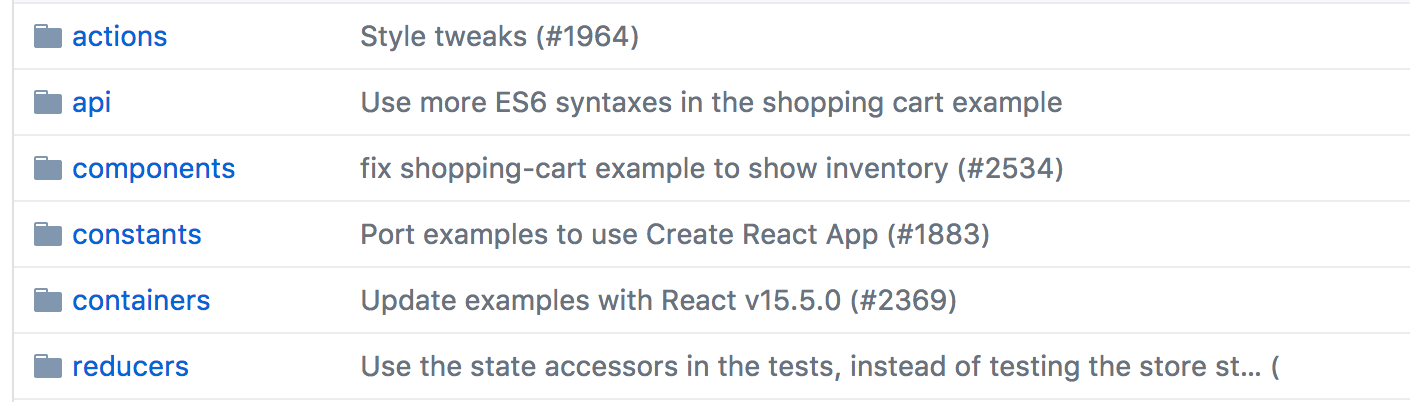 actions Style tweaks (#1964)
api Use more ES6 syntaxes in the shopping cart example
components fix shopping-cart example to show inventory (#2534)
constants Port examples to use Create React App (#1883)
containers Update examples with React v15.5.0 (#2369)
reducers Use the state accessors in the tests, instead of testing the store st... (